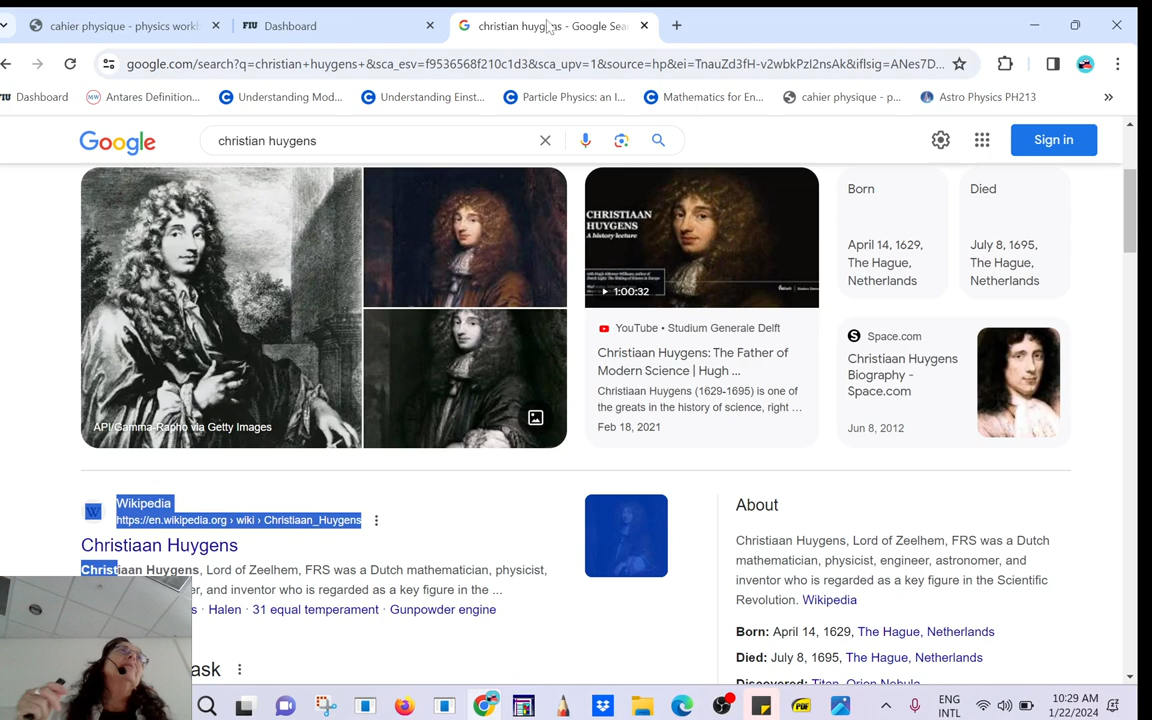 cahier physique - physics workb
FIU Dashboard
christian huygens - Google Sear
google.com/search?q=christian+huygens+&sca_esv=f9536568f210c1d3&sca_upv=1&source=hp&ei=TnauZd3fH-v2wbkPzI2nsAk&iflsig=ANes7D...
FIU Dashboard
MW Antares Definition...
C Understanding Mod...
C Understanding Einst...
C Particle Physics: an I...
C Mathematics for En...
cahier physique - p...
Astro Physics PH213
»
Google
christian huygens
Sign in
API/Gamma-Rapho via Getty Images
CHRISTIAAN
HUYGENS
A history lecture
1:00:32
YouTube • Studium Generale Delft
Christiaan Huygens: The Father of
Modern Science | Hugh ...
Christiaan Huygens (1629-1695) is one of
the greats in the history of science, right ...
Feb 18, 2021
Born
April 14, 1629,
The Hague,
Netherlands
Died
July 8, 1695,
The Hague,
Netherlands
Space.com
Christiaan Huygens
Biography -
Space.com
Jun 8, 2012
W Wikipedia
https://en.wikipedia.org › wiki › Christiaan_Huygens
Christiaan Huygens
Christiaan Huygens, Lord of Zeelhem, FRS was a Dutch mathematician, physicist,
er, and inventor who is regarded as a key figure in the ...
s · Halen · 31 equal temperament · Gunpowder engine
ask
About
Christiaan Huygens, Lord of Zeelhem, FRS was a Dutch
mathematician, physicist, engineer, astronomer, and
inventor who is regarded as a key figure in the Scientific
Revolution. Wikipedia
Born: April 14, 1629, The Hague, Netherlands
Died: July 8, 1695, The Hague, Netherlands
Discovered: Titan, Orion Nebula
PDF
ENG
INTL
10:29 AM
1/22/2024